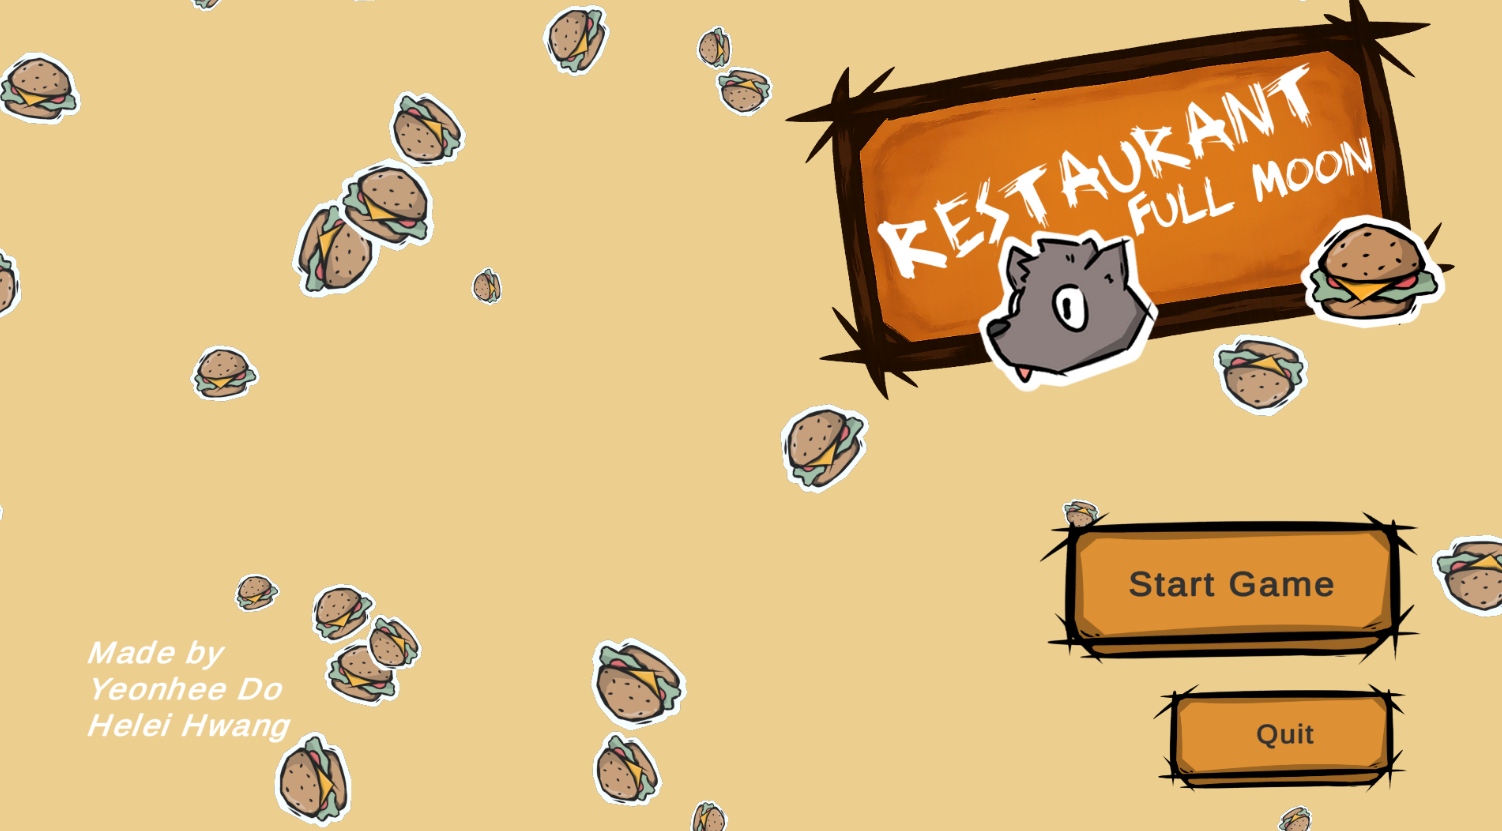 RESTAURANT
FULL MOON
Start Game
Quit
Made by
Yeonhee Do
Helei Hwang